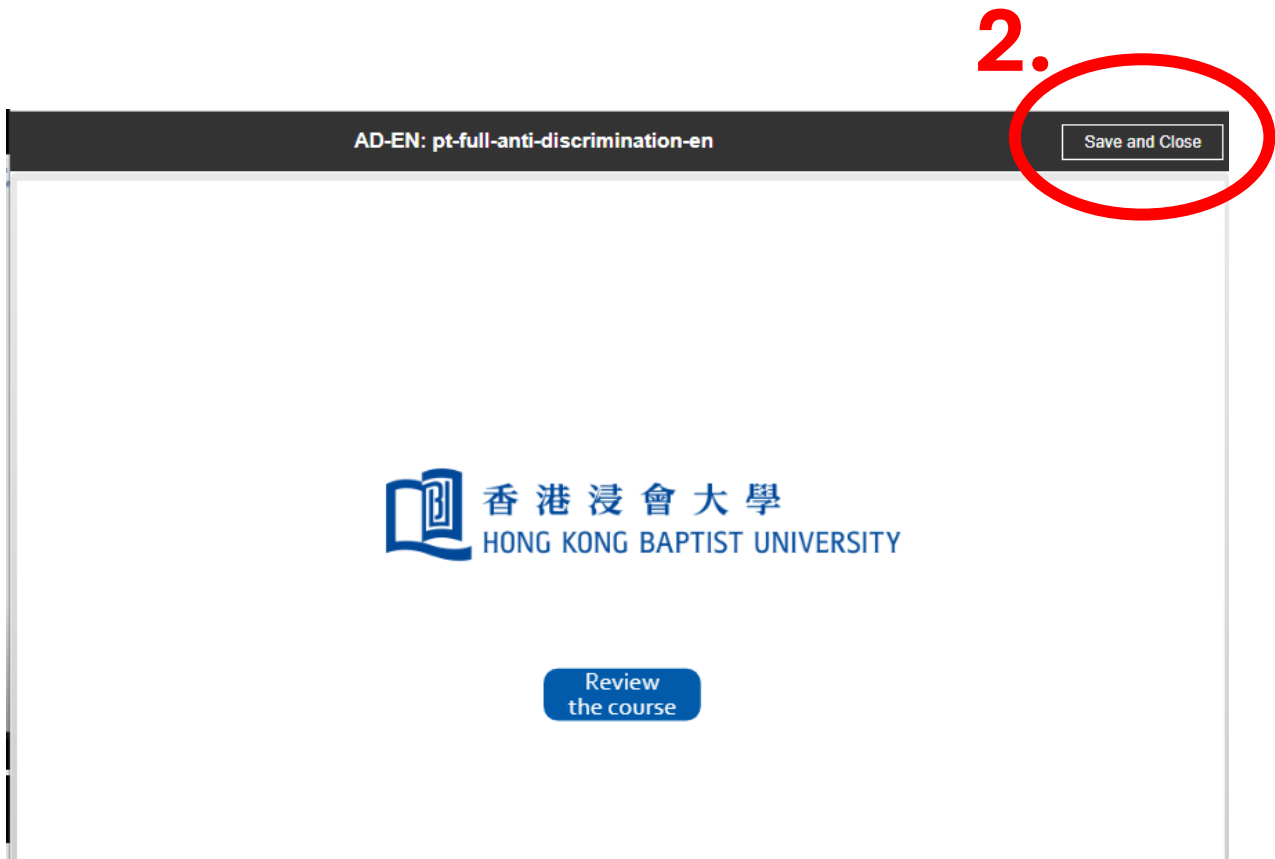 2.
AD-EN: pt-full-anti-discrimination-en
Save and Close
香港浸會大學
HONG KONG BAPTIST UNIVERSITY
Review
the course